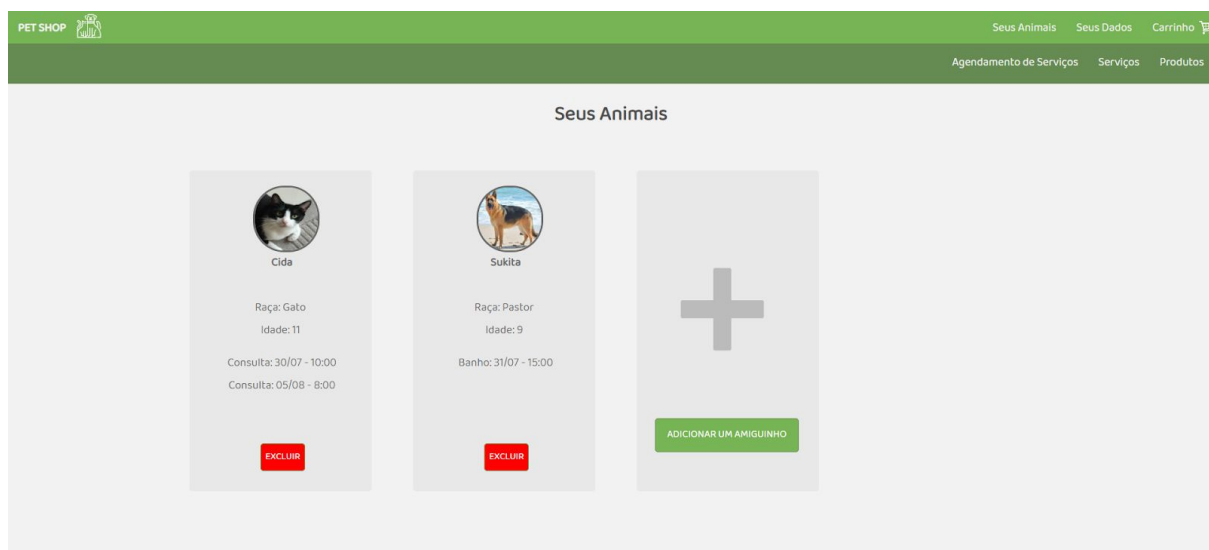 PET SHOP
Seus Animais Seus Dados Carrinho
Agendamento de Serviços Serviços Produtos
Seus Animais
Cida
Raça: Gato
Idade: 11
Consulta: 30/07 - 10:00
Consulta: 05/08 - 8:00
EXCLUIR
Sukita
Raça: Pastor
Idade: 9
Banho: 31/07 - 15:00
EXCLUIR
ADICIONAR UM AMIGUINHO